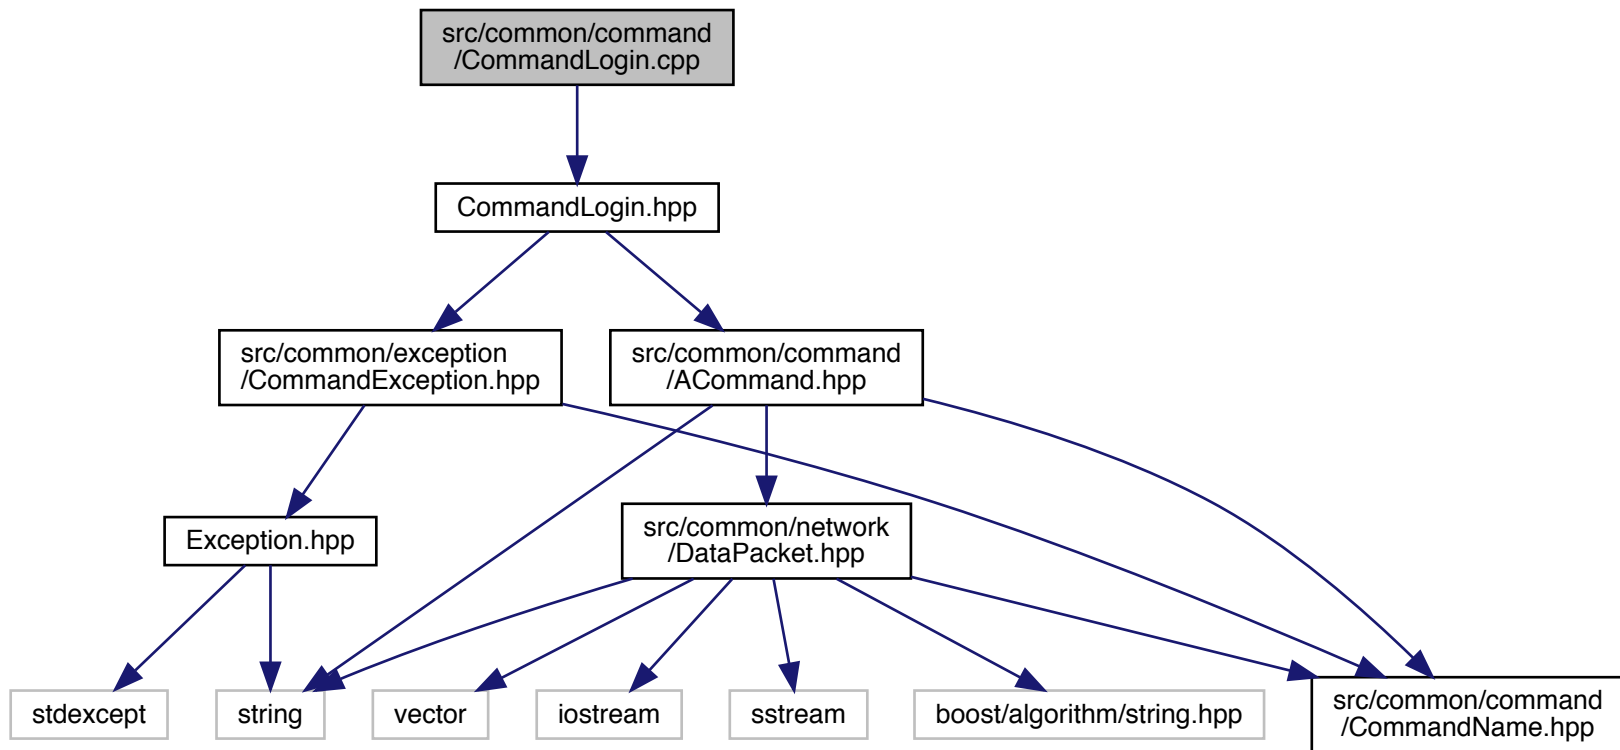 src/common/command
/CommandLogin.cpp
CommandLogin.hpp
src/common/exception
/CommandException.hpp
src/common/command
/ACommand.hpp
Exception.hpp
src/common/network
/DataPacket.hpp
stdexcept
string
vector
iostream
sstream
boost/algorithm/string.hpp
src/common/command
/CommandName.hpp